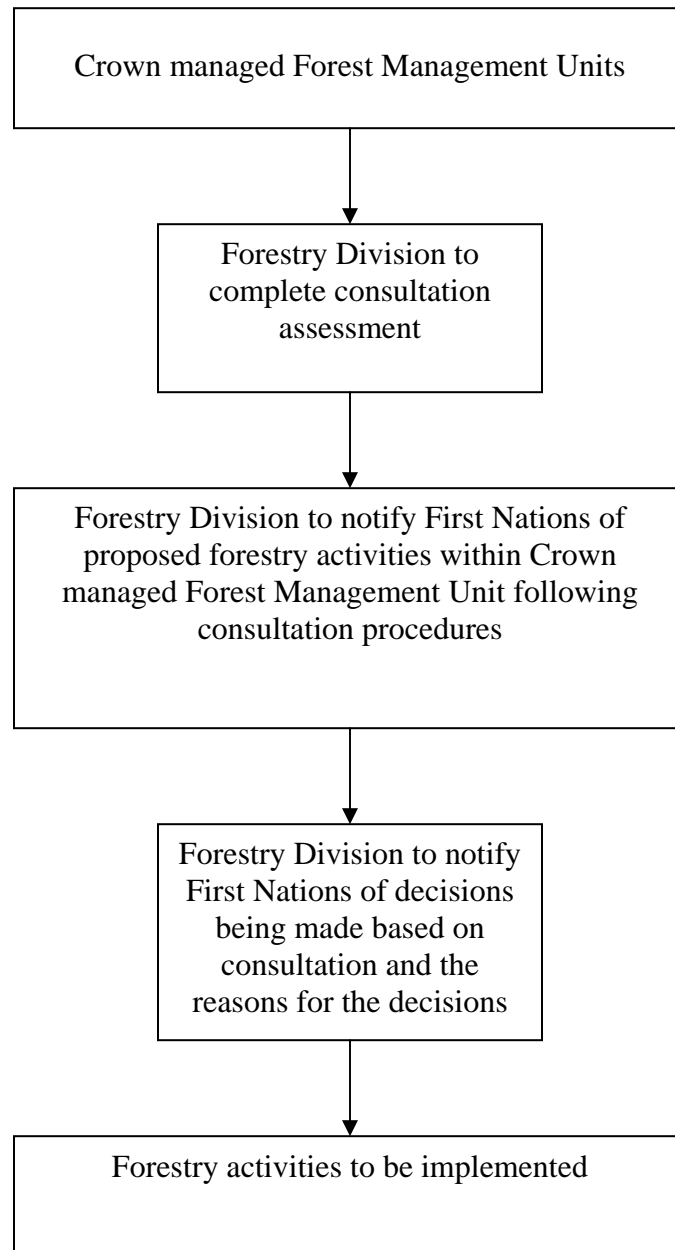 Crown managed Forest Management Units
Forestry Division to
complete consultation
assessment
Forestry Division to notify First Nations of
proposed forestry activities within Crown
managed Forest Management Unit following
consultation procedures
Forestry Division to notify
First Nations of decisions
being made based on
consultation and the
reasons for the decisions
Forestry activities to be implemented